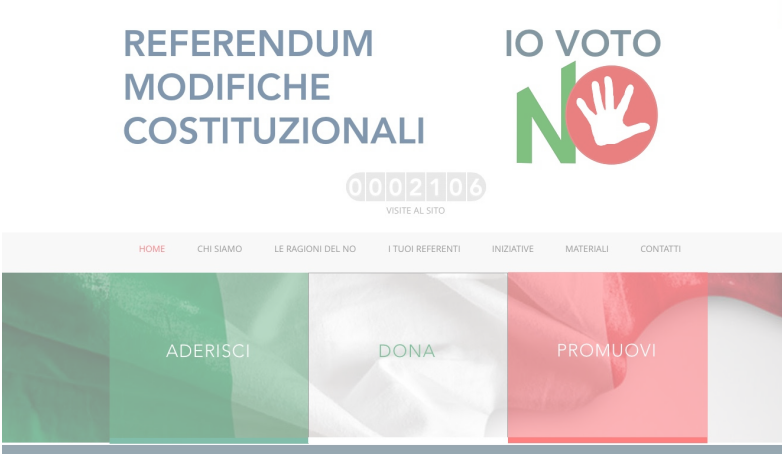 REFERENDUM
MODIFICHE
COSTITUZIONALI
IO VOTO
NO
0002106
VISITE AL SITO
HOME CHI SIAMO LE RAGIONI DEL NO I TUOI REFERENTI INIZIATIVE MATERIALI CONTATTI
ADERISCI DONA PROMUOVI